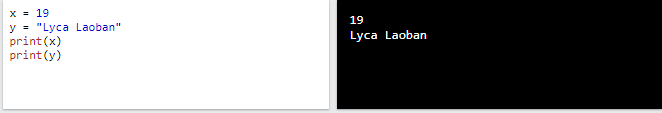 x = 19
y = "Lyca Laoban"
print(x)
print(y)
19
Lyca Laoban